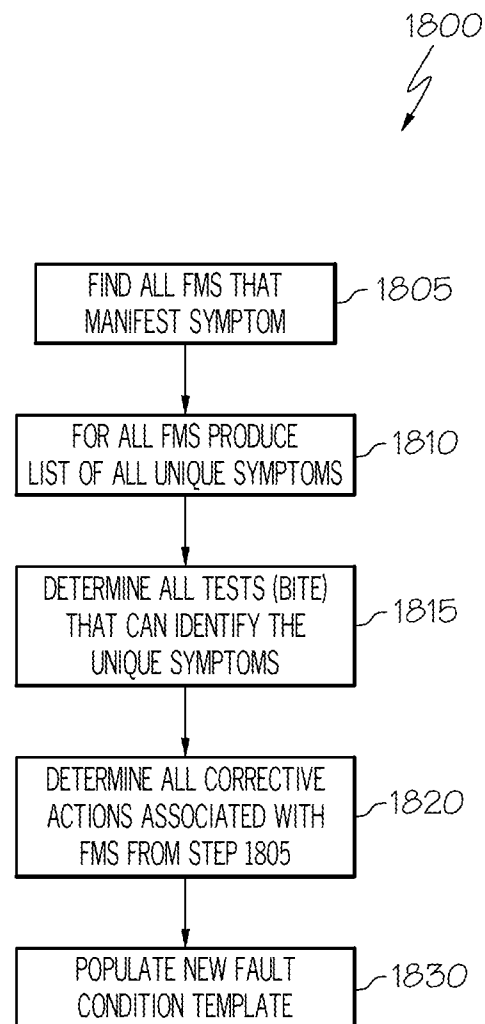 1800
FIND ALL FMS THAT
MANIFEST SYMPTOM
1805
FOR ALL FMS PRODUCE
LIST OF ALL UNIQUE SYMPTOMS
1810
DETERMINE ALL TESTS (BITE)
THAT CAN IDENTIFY THE
UNIQUE SYMPTOMS
1815
DETERMINE ALL CORRECTIVE
ACTIONS ASSOCIATED WITH
FMS FROM STEP 1805
1820
POPULATE NEW FAULT
CONDITION TEMPLATE
1830